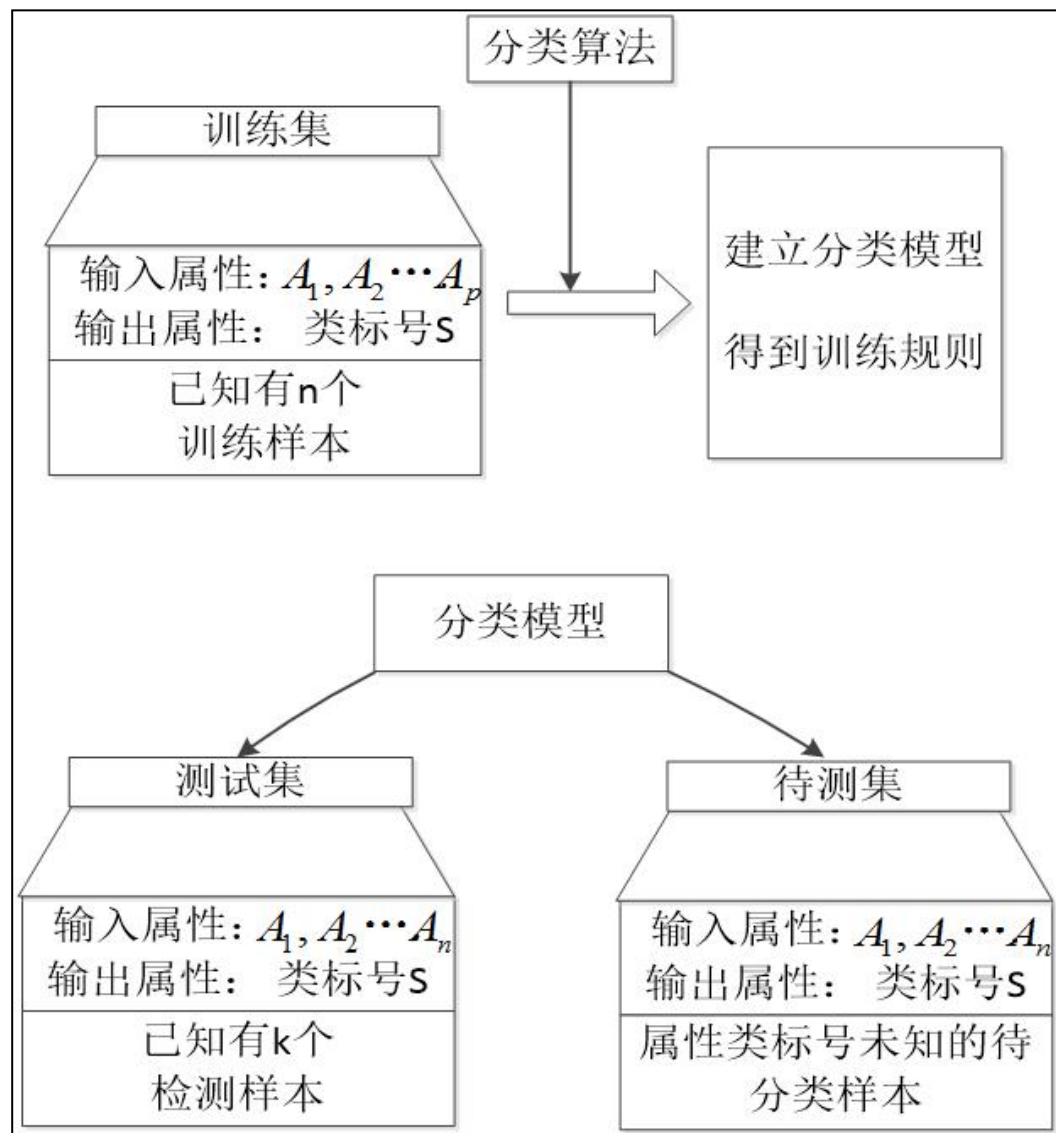 分类算法
训练集
输入属性：A₁, A₂ ⋯ Aₚ
输出属性： 类标号S
已知有n个
训练样本
建立分类模型
得到训练规则
分类模型
测试集
输入属性：A₁, A₂ ⋯ Aₙ
输出属性： 类标号S
已知有k个
检测样本
待测集
输入属性：A₁, A₂ ⋯ Aₙ
输出属性： 类标号S
属性类标号未知的待
分类样本